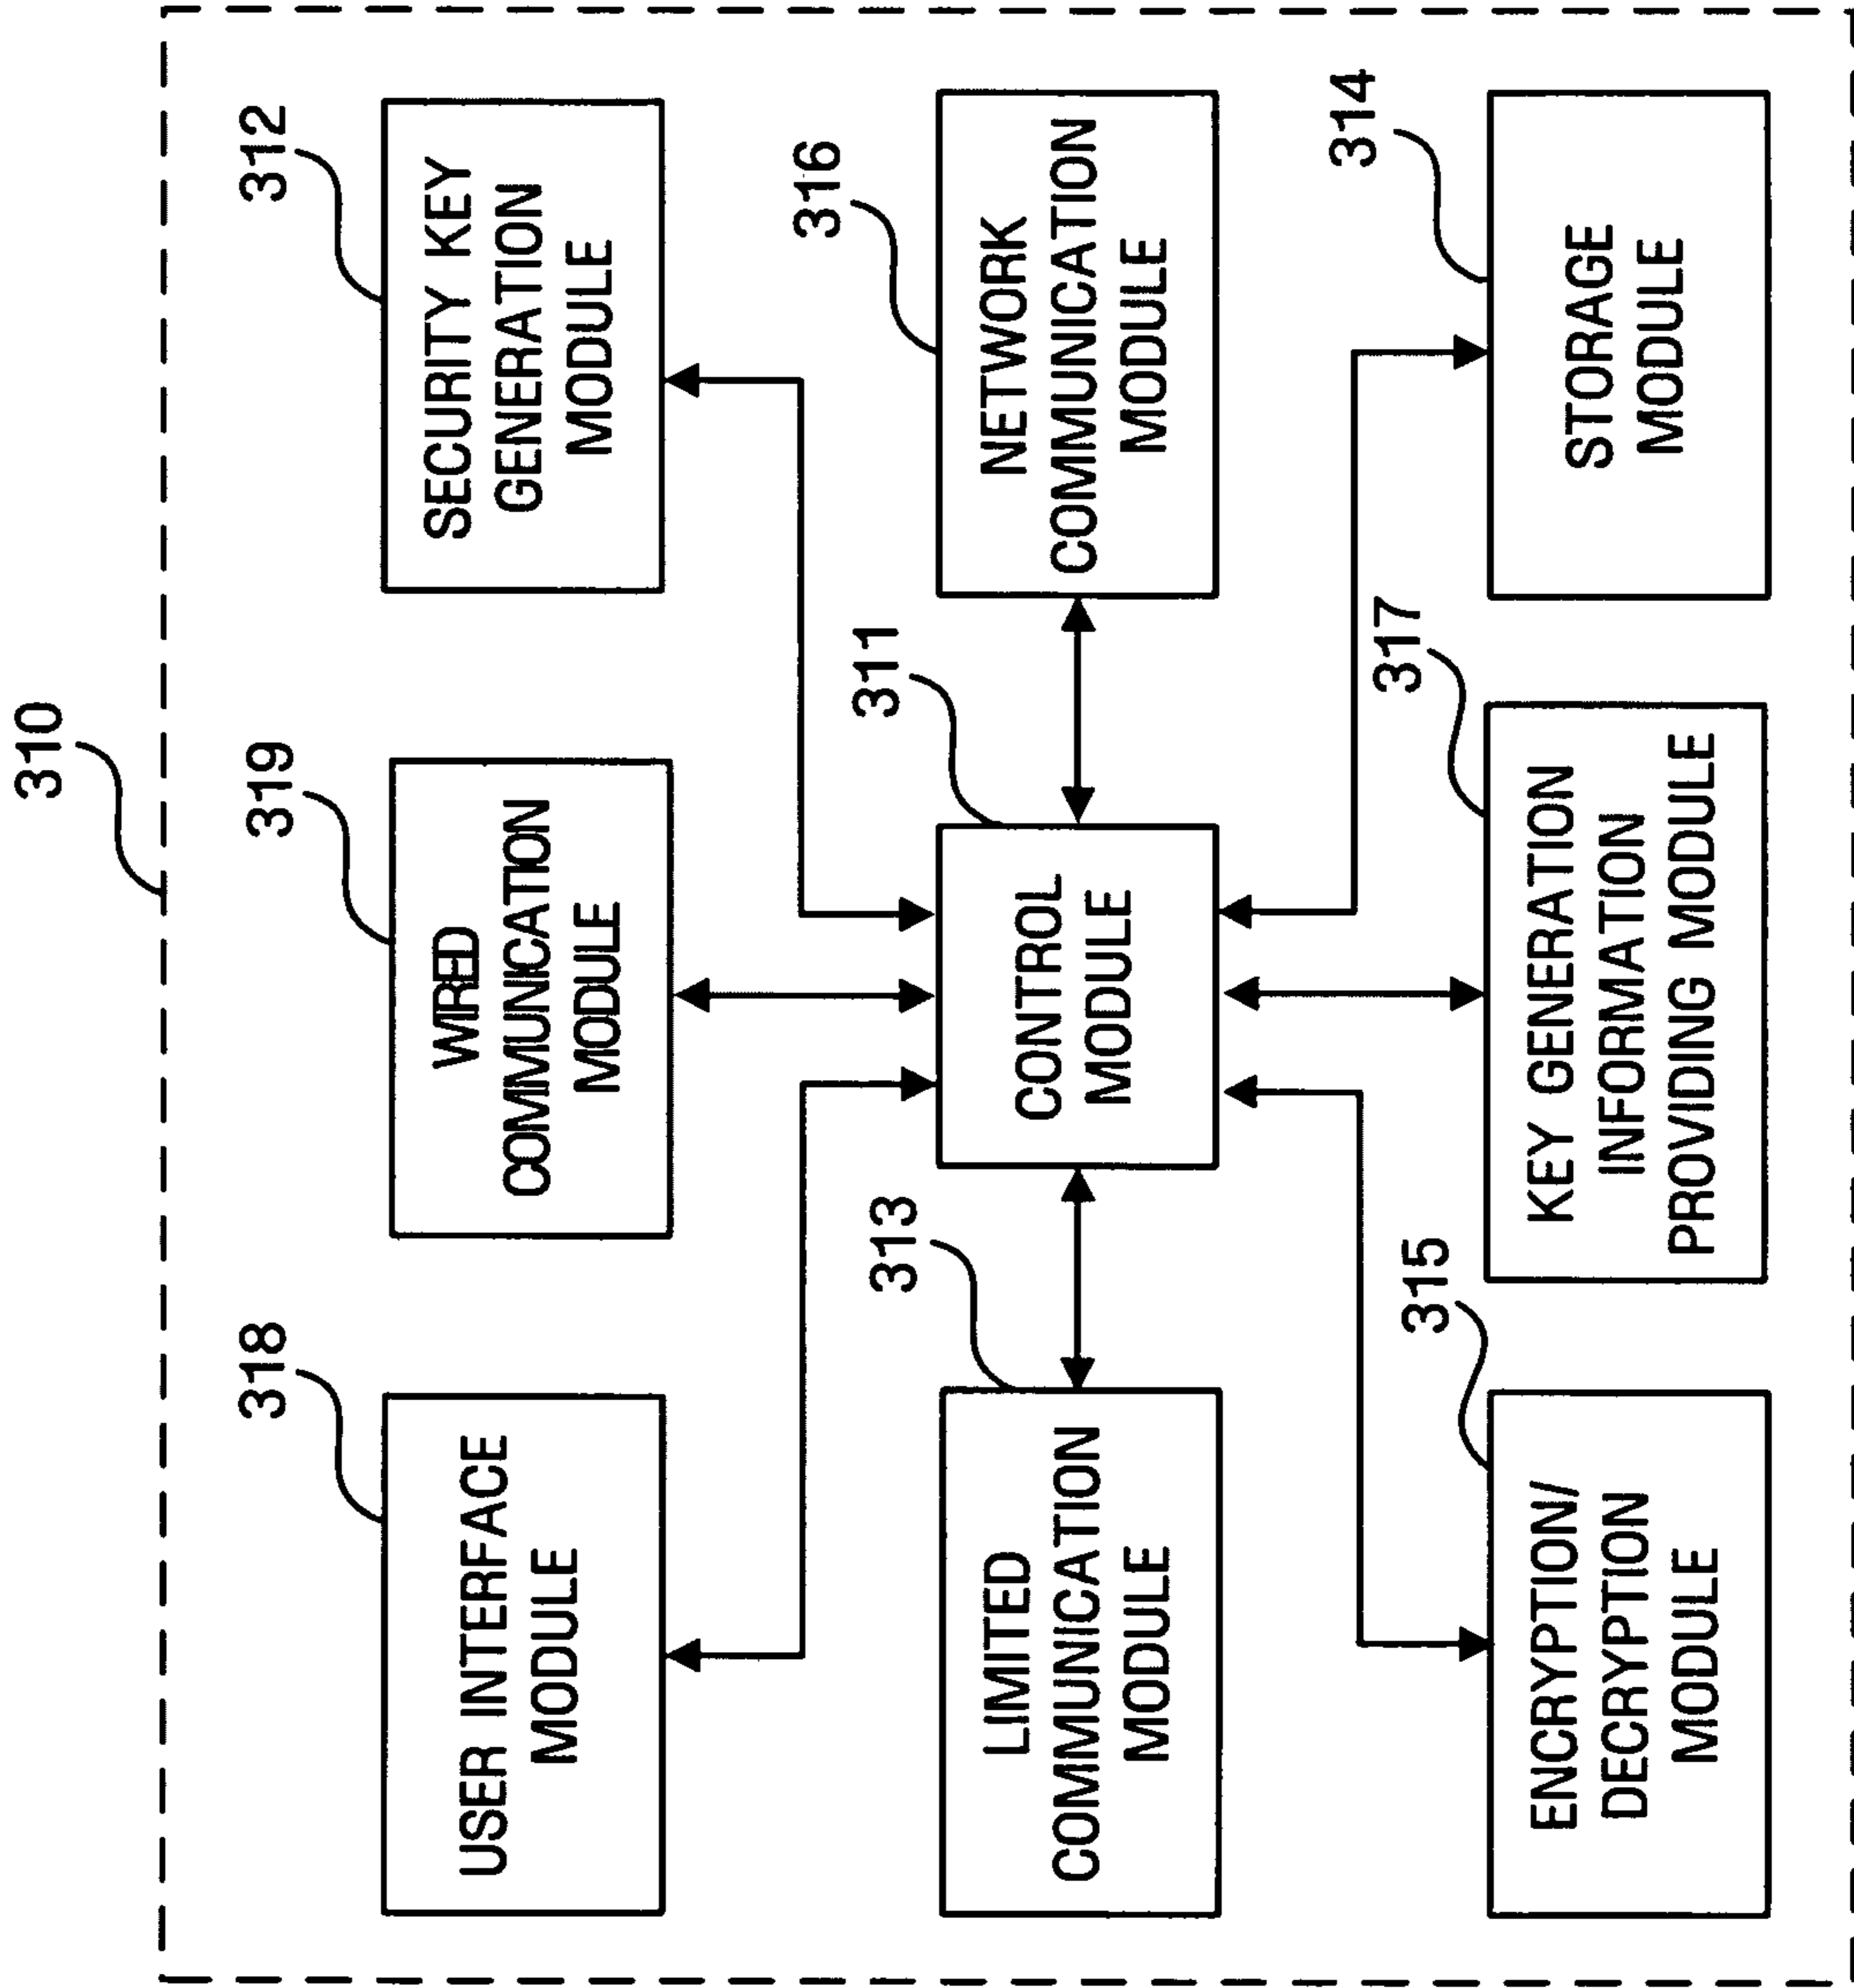 310
318
USER INTERFACE
MODULE
319
WIRED
COMMUNICATION
MODULE
312
SECURITY KEY
GENERATION
MODULE
313
LIMITED
COMMUNICATION
MODULE
311
CONTROL
MODULE
316
NETWORK
COMMUNICATION
MODULE
315
ENCRYPTION/
DECRYPTION
MODULE
317
KEY GENERATION
INFORMATION
PROVIDING MODULE
314
STORAGE
MODULE